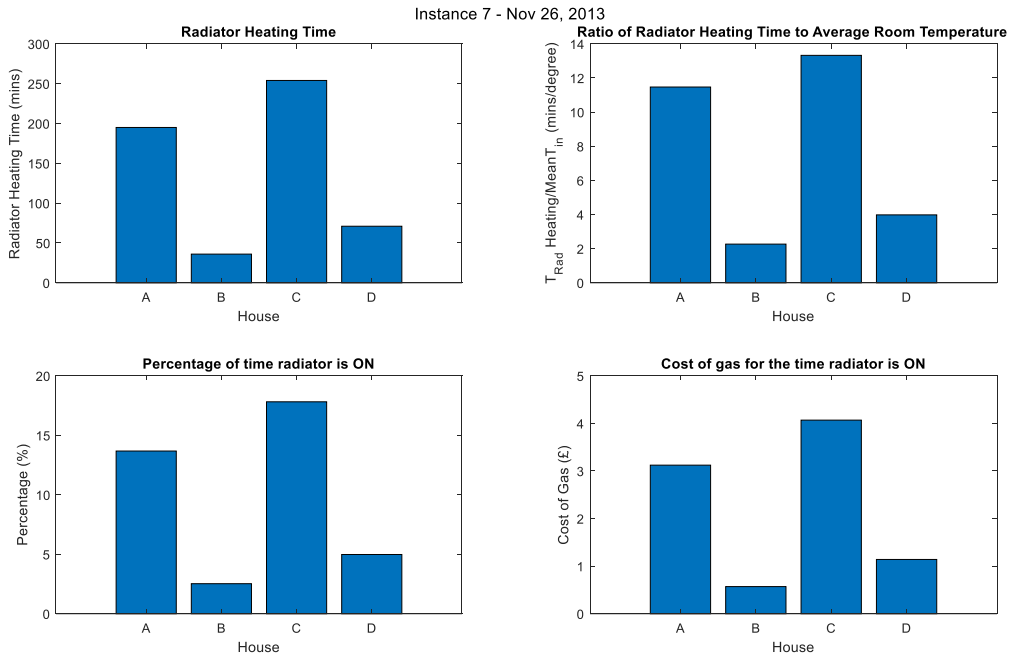 Instance 7 - Nov 26, 2013
Radiator Heating Time
Radiator Heating Time (mins)
300
250
200
150
100
50
0
A B C D
House
Ratio of Radiator Heating Time to Average Room Temperature
T_Rad Heating/MeanT_in (mins/degree)
14
12
10
8
6
4
2
0
A B C D
House
Percentage of time radiator is ON
Percentage (%)
20
15
10
5
0
A B C D
House
Cost of gas for the time radiator is ON
Cost of Gas (£)
5
4
3
2
1
0
A B C D
House